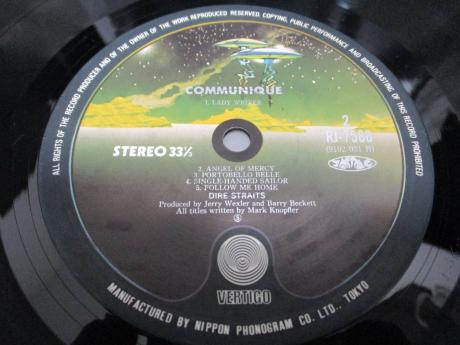 ALL RIGHTS OF THE RECORD PRODUCER AND OF THE OWNER OF THE WORK REPRODUCED RESERVED. COPYING, PUBLIC PERFORMANCE AND BROADCASTING OF THIS RECORD PROHIBITED
COMMUNIQUE
1. LADY WRITER
2
RJ-7566
(9102-031 B)
STEREO 33⅓
2. ANGEL OF MERCY
3. PORTOBELLO BELLE
4. SINGLE-HANDED SAILOR
5. FOLLOW ME HOME
DIRE STRAITS
Produced by Jerry Wexler and Barry Beckett
All titles written by Mark Knopfler
VERTIGO
MANUFACTURED BY NIPPON PHONOGRAM CO. LTD., TOKYO